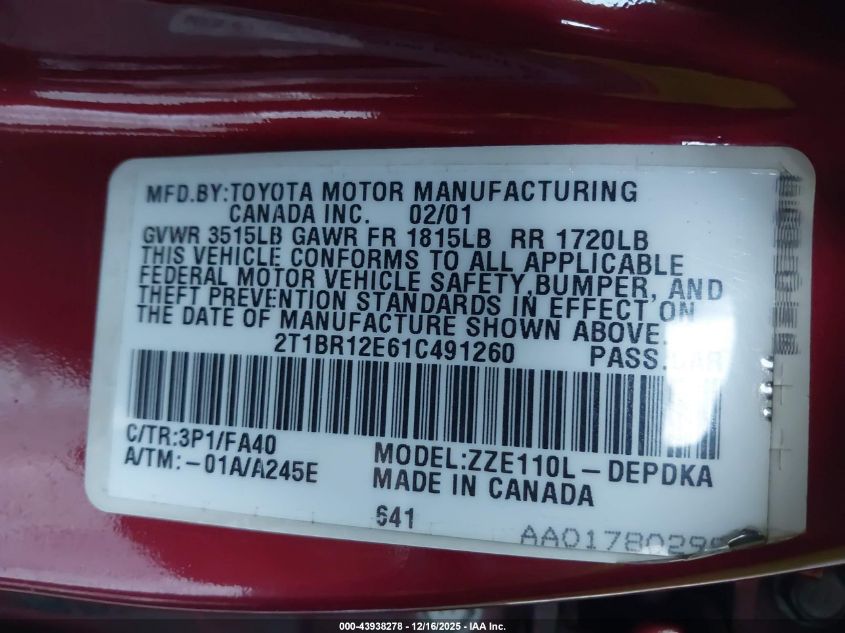 MFD.BY:TOYOTA MOTOR MANUFACTURING
CANADA INC. 02/01
GVWR 3515LB GAWR FR 1815LB RR 1720LB
THIS VEHICLE CONFORMS TO ALL APPLICABLE
FEDERAL MOTOR VEHICLE SAFETY,BUMPER, AND
THEFT PREVENTION STANDARDS IN EFFECT ON
THE DATE OF MANUFACTURE SHOWN ABOVE.
2T1BR12E61C491260 PASS.CAR
C/TR:3P1/FA40
A/TM:-01A/A245E
MODEL:ZZE110L-DEPDKA
MADE IN CANADA
641
000-43938278 - 12/16/2025 - IAA Inc.